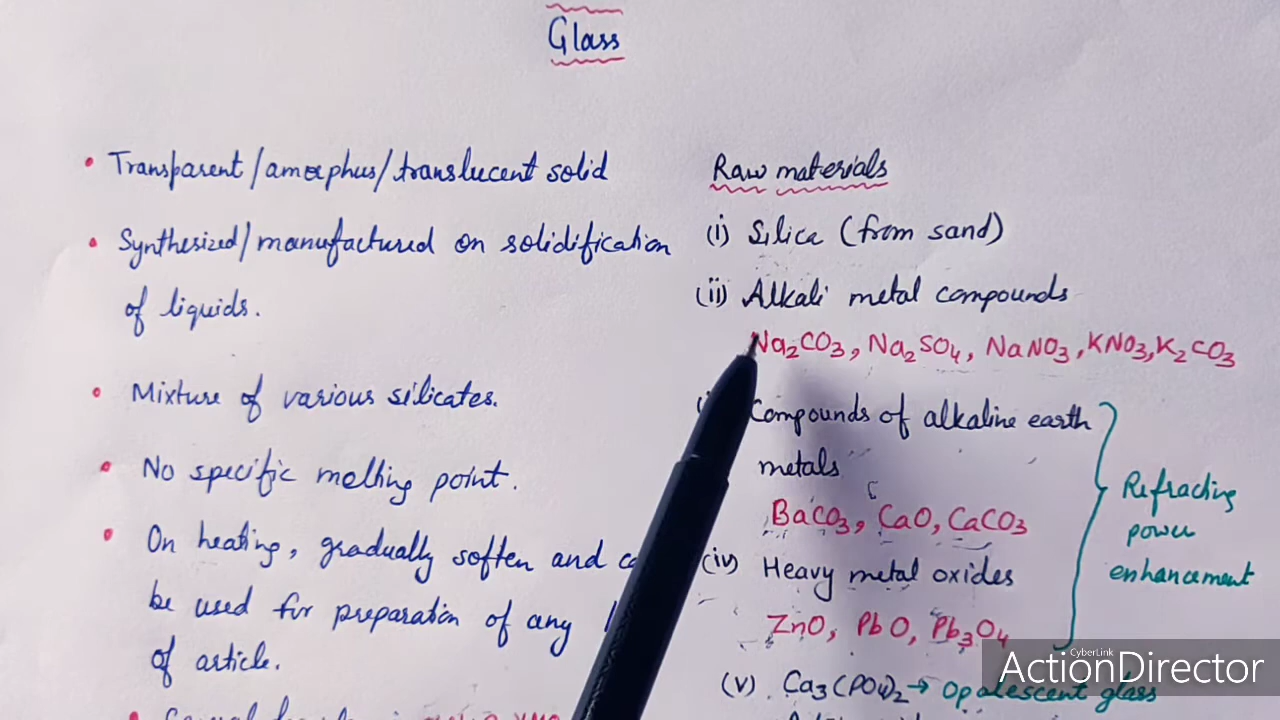 Glass
• Transparent/amorphus/translucent solid
• Synthesized/manufactured on solidification
of liquids.
• Mixture of various silicates.
• No specific melting point.
• On heating, gradually soften and
be used for preparation of any
of article.
Raw materials
(i) Silica (from sand)
(ii) Alkali metal compounds
Na₂CO₃, Na₂SO₄, NaNO₃, KNO₃, K₂CO₃
Compounds of alkaline earth
metals
BaCO₃, CaO, CaCO₃
(iv) Heavy metal oxides
ZnO, PbO, Pb₃O₄
Refracting
power
enhancement
(v) Ca₃(PO₄)₂ → Opalescent glass
CyberLink
ActionDirector